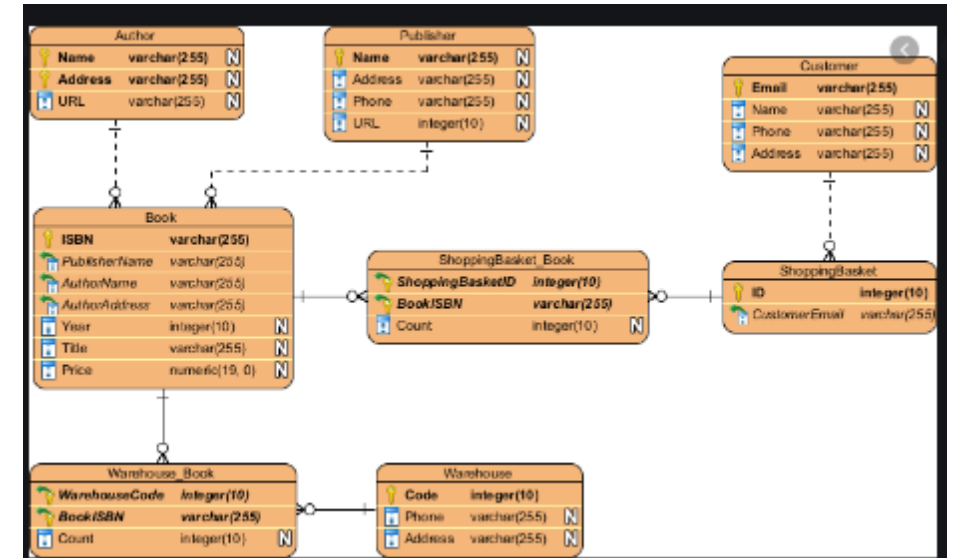 Author
Name varchar(255) N
Address varchar(255) N
URL varchar(255) N
Publisher
Name varchar(255) N
Address varchar(255) N
Phone varchar(255) N
URL integer(10) N
Customer
Email varchar(255)
Name varchar(255) N
Phone varchar(255) N
Address varchar(255) N
Book
ISBN varchar(255)
PublisherName varchar(255)
AuthorName varchar(255)
AuthorAddress varchar(255)
Year integer(10) N
Title varchar(255) N
Price numeric(19, 0) N
ShoppingBasket_Book
ShoppingBasketID integer(10)
BookISBN varchar(255)
Count integer(10) N
ShoppingBasket
ID integer(10)
CustomerEmail varchar(255)
Warehouse_Book
WarehouseCode integer(10)
BookISBN varchar(255)
Count integer(10) N
Warehouse
Code integer(10)
Phone varchar(255) N
Address varchar(255) N